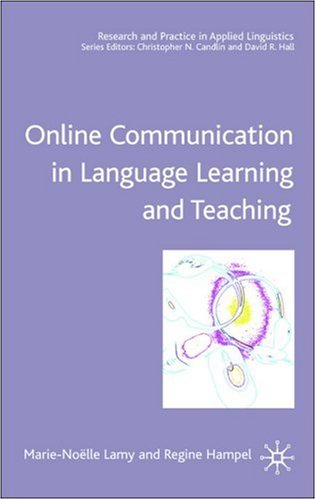 Research and Practice in Applied Linguistics
Series Editors: Christopher N. Candlin and David R. Hall
Online Communication
in Language Learning
and Teaching
Marie-Noëlle Lamy and Regine Hampel